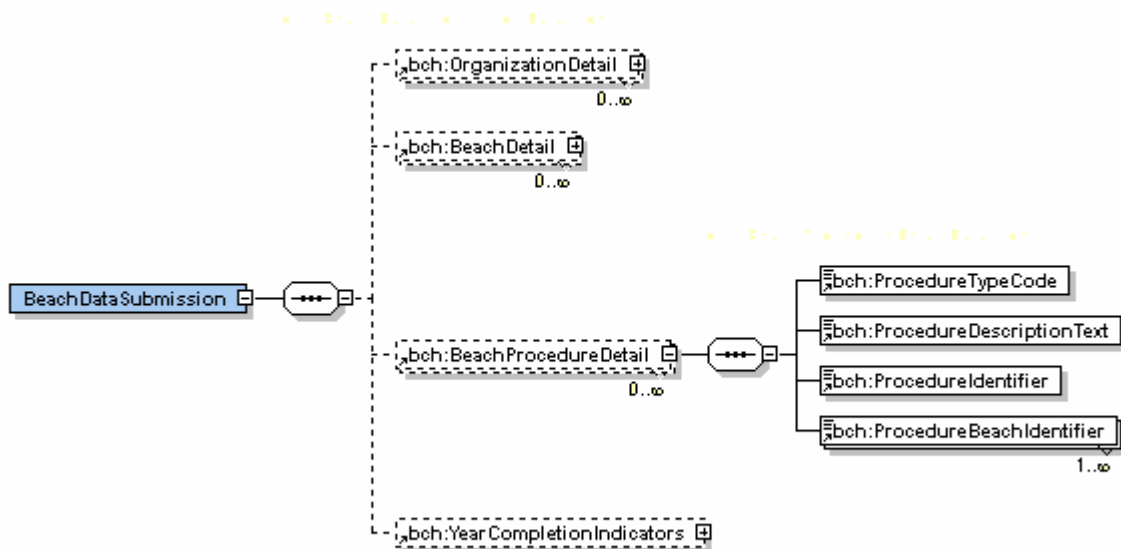 bch:OrganizationDetail
0..∞
bch:BeachDetail
0..∞
BeachDataSubmission
bch:BeachProcedureDetail
0..∞
bch:ProcedureTypeCode
bch:ProcedureDescriptionText
bch:ProcedureIdentifier
bch:ProcedureBeachIdentifier
1..∞
bch:YearCompletionIndicators